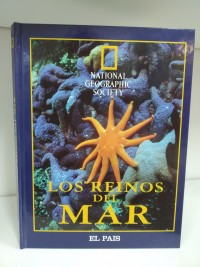 NATIONAL
GEOGRAPHIC
SOCIETY
LOS REINOS
DEL
MAR
EL PAIS